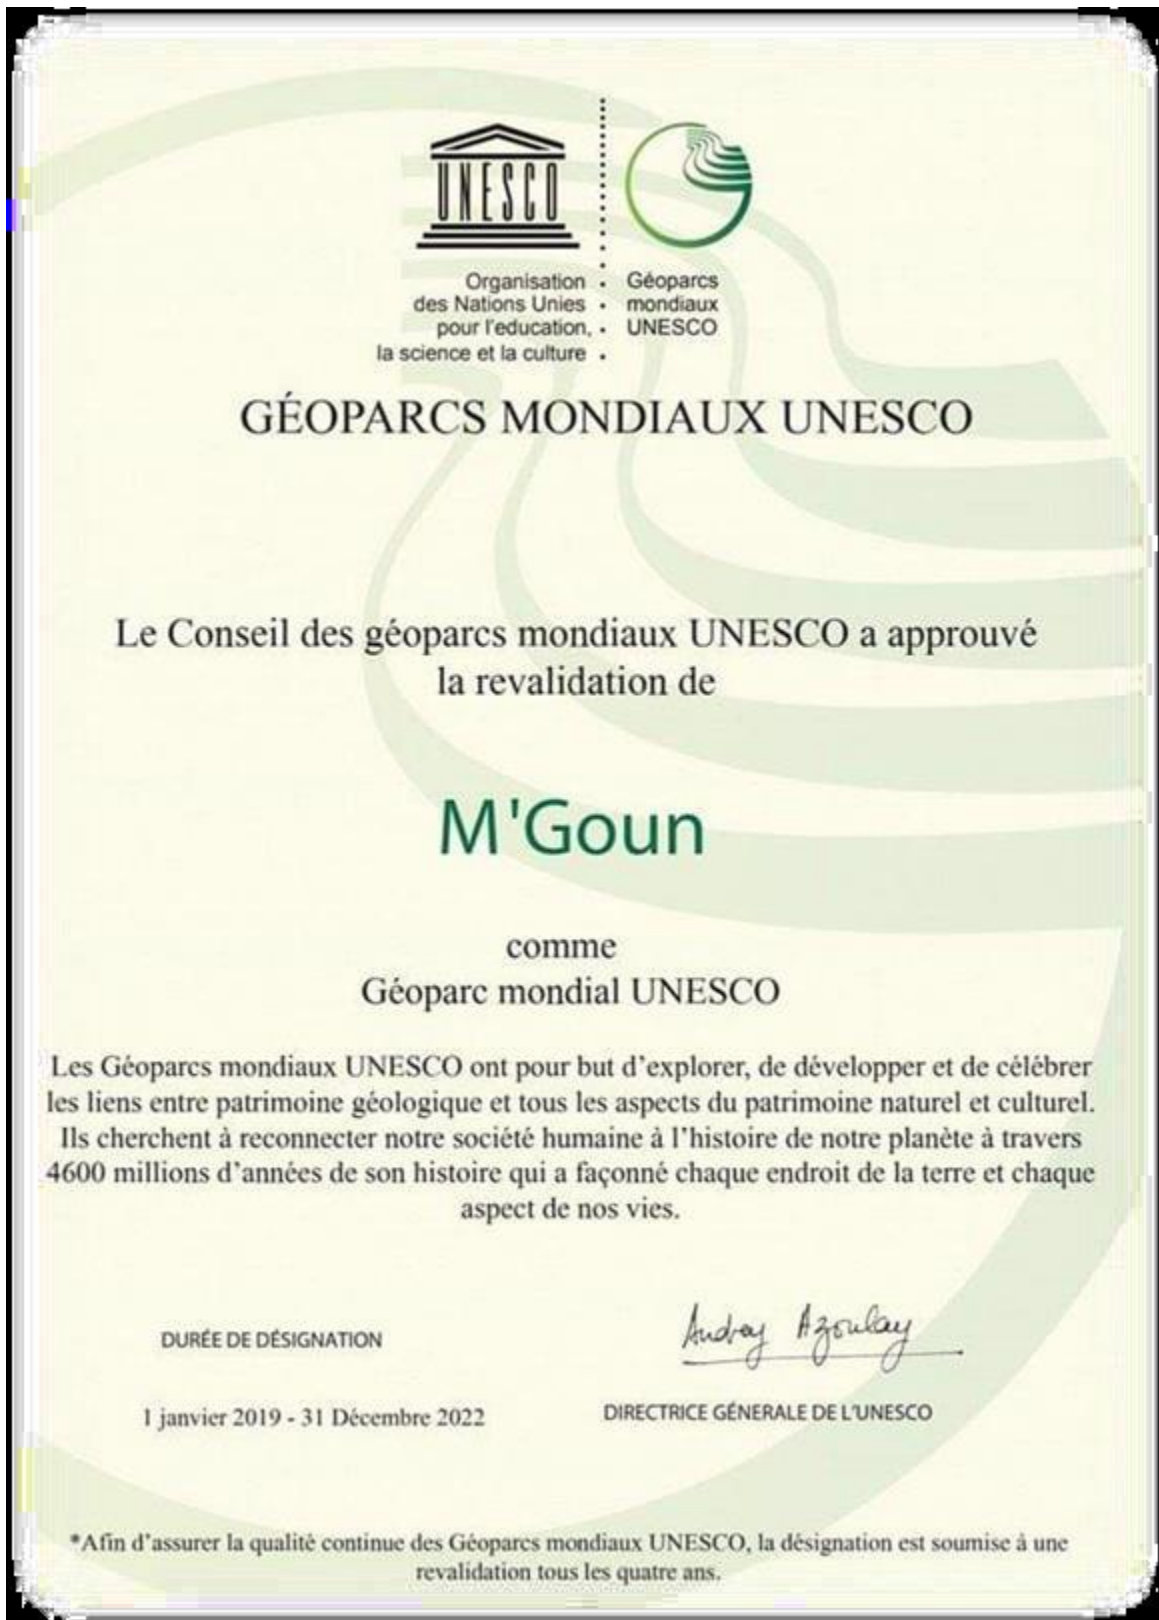 UNESCO
Organisation
des Nations Unies
pour l'education,
la science et la culture
Géoparcs
mondiaux
UNESCO
GÉOPARCS MONDIAUX UNESCO
Le Conseil des géoparcs mondiaux UNESCO a approuvé
la revalidation de
M'Goun
comme
Géoparc mondial UNESCO
Les Géoparcs mondiaux UNESCO ont pour but d'explorer, de développer et de célébrer
les liens entre patrimoine géologique et tous les aspects du patrimoine naturel et culturel.
Ils cherchent à reconnecter notre société humaine à l'histoire de notre planète à travers
4600 millions d'années de son histoire qui a façonné chaque endroit de la terre et chaque
aspect de nos vies.
DURÉE DE DÉSIGNATION
1 janvier 2019 - 31 Décembre 2022
Audrey Azoulay
DIRECTRICE GÉNERALE DE L'UNESCO
*Afin d'assurer la qualité continue des Géoparcs mondiaux UNESCO, la désignation est soumise à une
revalidation tous les quatre ans.